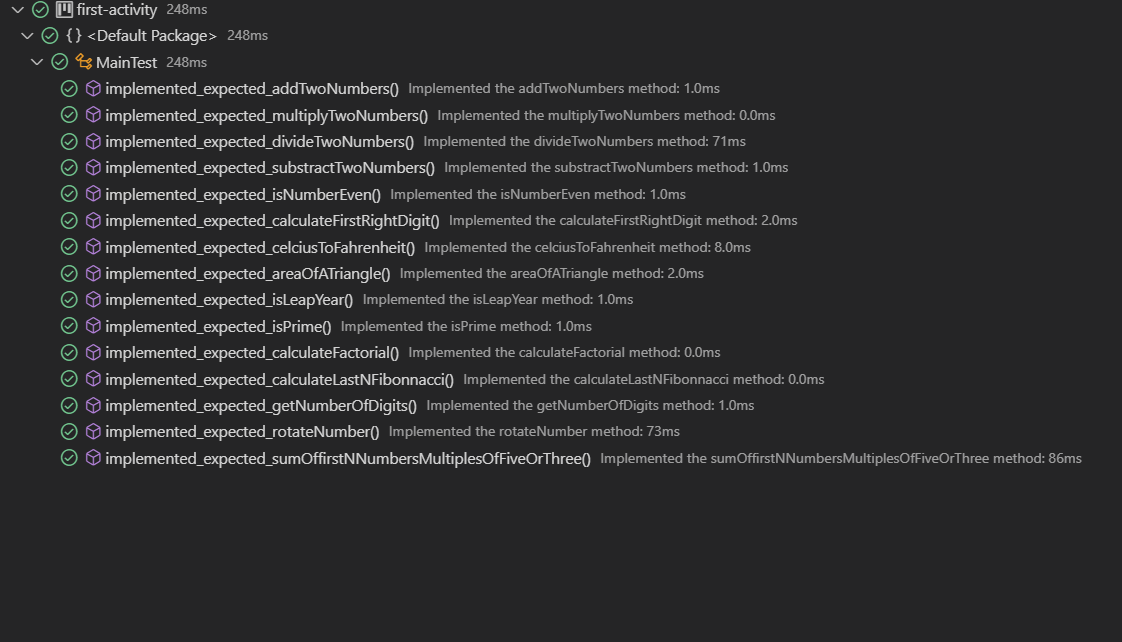 first-activity 248ms
{} <Default Package> 248ms
MainTest 248ms
implemented_expected_addTwoNumbers() Implemented the addTwoNumbers method: 1.0ms
implemented_expected_multiplyTwoNumbers() Implemented the multiplyTwoNumbers method: 0.0ms
implemented_expected_divideTwoNumbers() Implemented the divideTwoNumbers method: 71ms
implemented_expected_substractTwoNumbers() Implemented the substractTwoNumbers method: 1.0ms
implemented_expected_isNumberEven() Implemented the isNumberEven method: 1.0ms
implemented_expected_calculateFirstRightDigit() Implemented the calculateFirstRightDigit method: 2.0ms
implemented_expected_celciusToFahrenheit() Implemented the celciusToFahrenheit method: 8.0ms
implemented_expected_areaOfATriangle() Implemented the areaOfATriangle method: 2.0ms
implemented_expected_isLeapYear() Implemented the isLeapYear method: 1.0ms
implemented_expected_isPrime() Implemented the isPrime method: 1.0ms
implemented_expected_calculateFactorial() Implemented the calculateFactorial method: 0.0ms
implemented_expected_calculateLastNFibonnacci() Implemented the calculateLastNFibonnacci method: 0.0ms
implemented_expected_getNumberOfDigits() Implemented the getNumberOfDigits method: 1.0ms
implemented_expected_rotateNumber() Implemented the rotateNumber method: 73ms
implemented_expected_sumOffirstNNumbersMultiplesOfFiveOrThree() Implemented the sumOffirstNNumbersMultiplesOfFiveOrThree method: 86ms